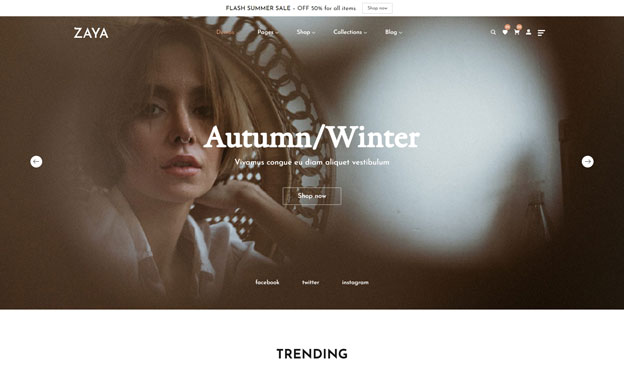 FLASH SUMMER SALE – OFF 50% for all items. Shop now
ZAYA Demos Pages Shop Collections Blog
Autumn/Winter
Vivamus congue eu diam aliquet vestibulum
Shop now
facebook twitter instagram
TRENDING